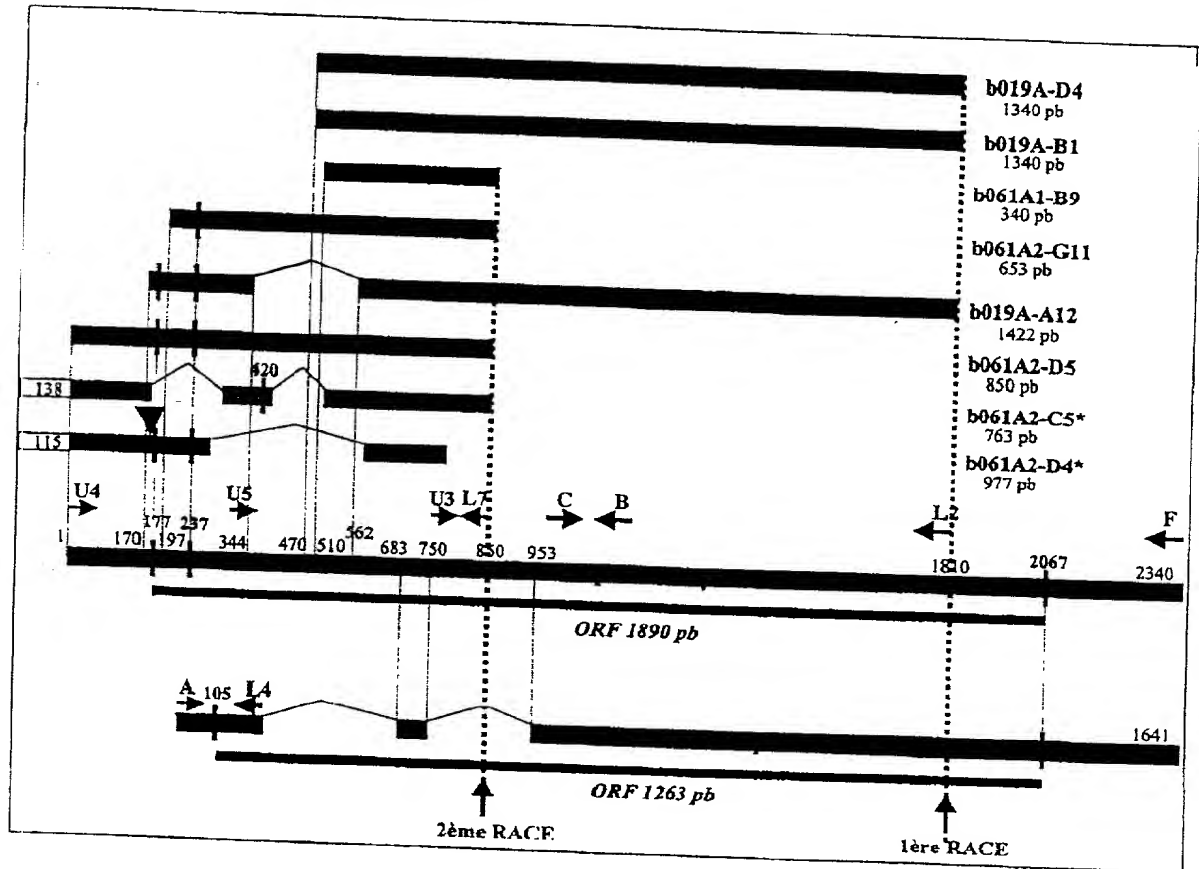 b019A-D4
1340 pb
b019A-B1
1340 pb
b061A1-B9
340 pb
b061A2-G11
653 pb
b019A-A12
1422 pb
b061A2-D5
850 pb
b061A2-C5*
763 pb
b061A2-D4*
977 pb
420
138
115
U4 U5 U3 L7 C B L2 F
1 170 177 197 237 344 470 510 562 683 750 850 953 1810 2067 2340
ORF 1890 pb
A 105 L4 1641
ORF 1263 pb
2ème RACE 1ère RACE